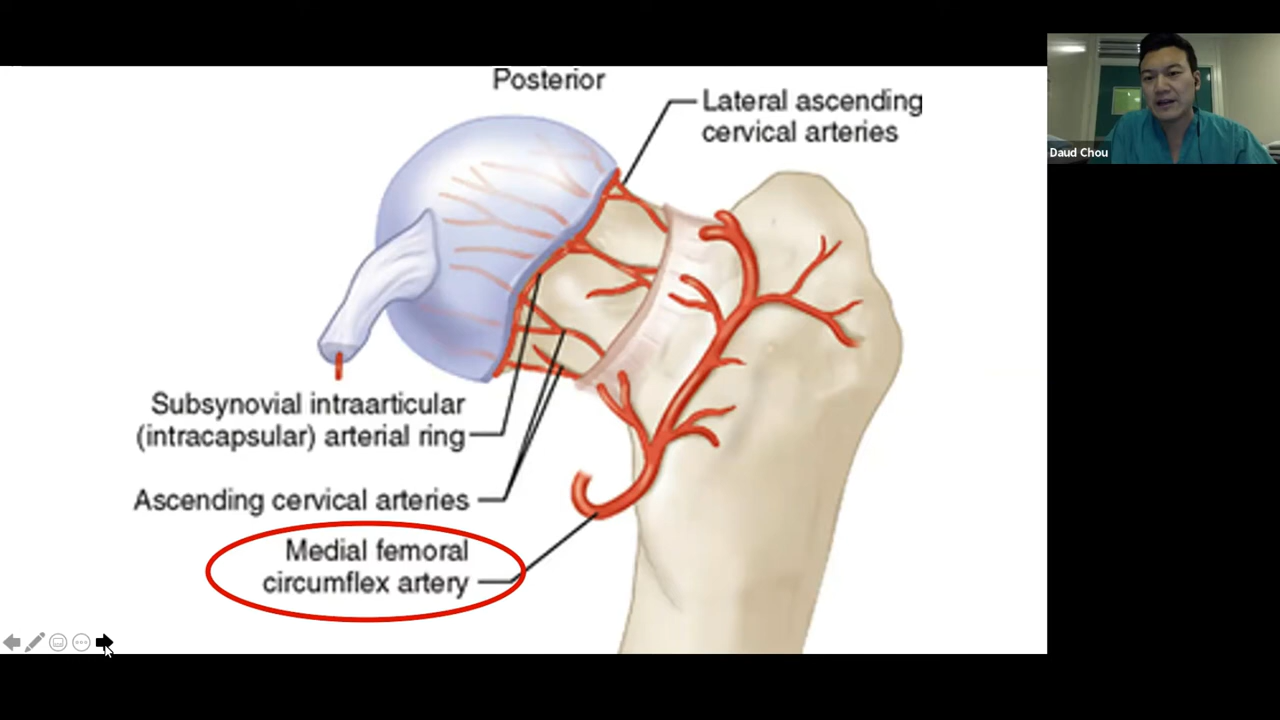 Posterior
Lateral ascending
cervical arteries
Daud Chou
Subsynovial intraarticular
(intracapsular) arterial ring
Ascending cervical arteries
Medial femoral
circumflex artery